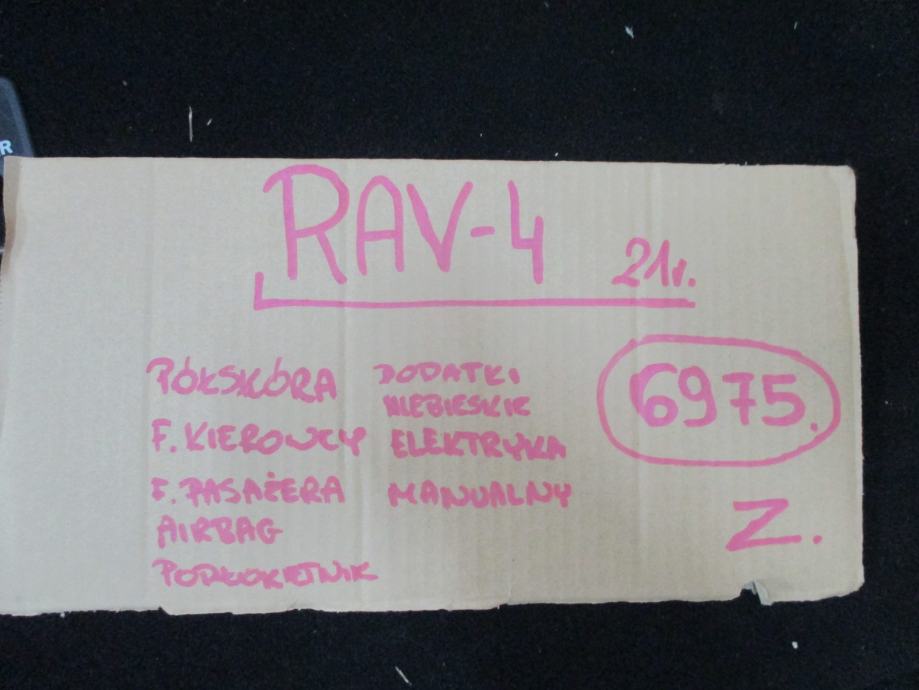 R
RAV-4 21r.
PÓŁSKÓRA DODATKI
NIEBIESKIE
F. KIEROWCY ELEKTRYKA
F. PASAŻERA MANUALNY
AIRBAG
PODŁOKIETNIK
6975.
Z.